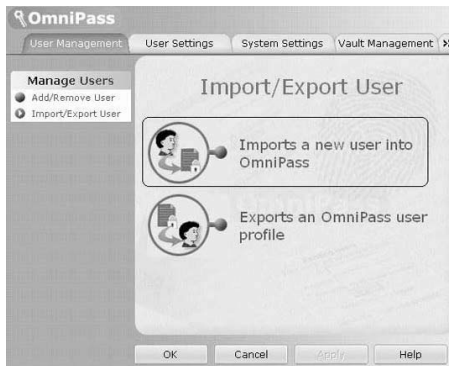 OmniPass
User Management
User Settings
System Settings
Vault Management
Manage Users
Add/Remove User
Import/Export User
Import/Export User
Imports a new user into
OmniPass
Exports an OmniPass user
profile
OK
Cancel
Apply
Help